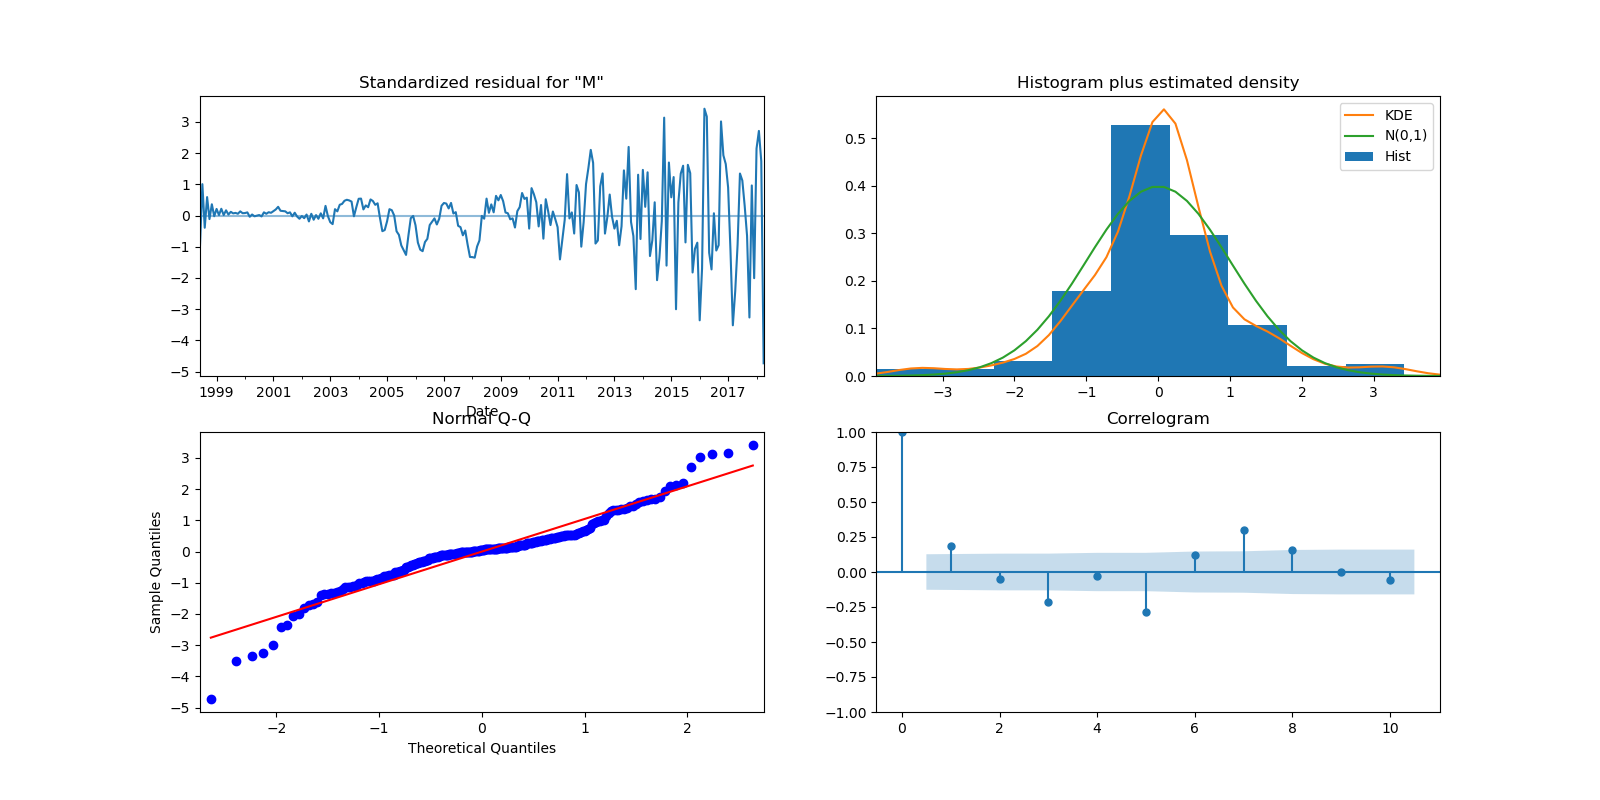 Standardized residual for "M"
3
2
1
0
−1
−2
−3
−4
−5
1999 2001 2003 2005 2007 2009 2011 2013 2015 2017
Date
Histogram plus estimated density
KDE
N(0,1)
Hist
0.5
0.4
0.3
0.2
0.1
0.0
−3 −2 −1 0 1 2 3
Normal Q-Q
Sample Quantiles
3
2
1
0
−1
−2
−3
−4
−5
−2 −1 0 1 2
Theoretical Quantiles
Correlogram
1.00
0.75
0.50
0.25
0.00
−0.25
−0.50
−0.75
−1.00
0 2 4 6 8 10